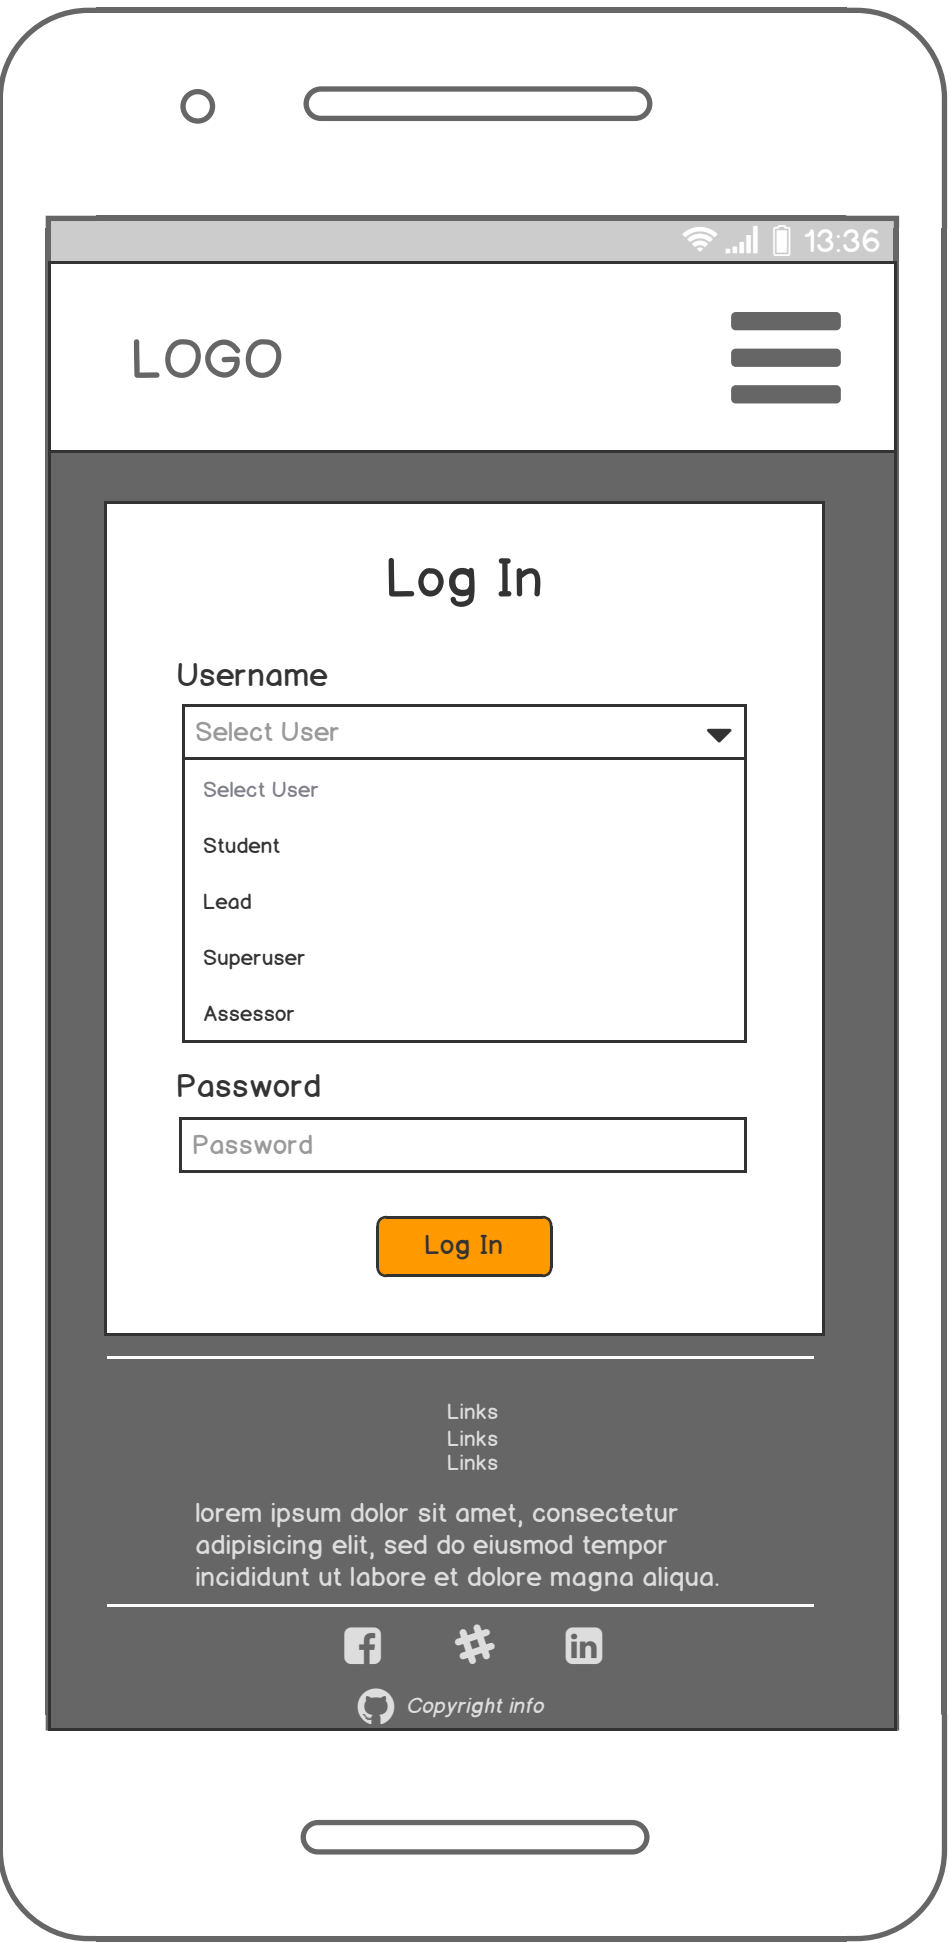 13:36
LOGO
Log In
Username
Select User
Select User
Student
Lead
Superuser
Assessor
Password
Password
Log In
Links
Links
Links
lorem ipsum dolor sit amet, consectetur
adipisicing elit, sed do eiusmod tempor
incididunt ut labore et dolore magna aliqua.
Copyright info